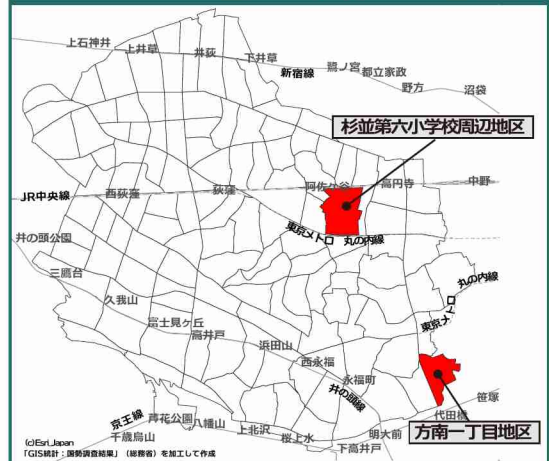 上石神井
上井草
井荻
下井草
新宿線
鷺ノ宮
都立家政
野方
沼袋
杉並第六小学校周辺地区
JR中央線
西荻窪
荻窪
阿佐ケ谷
高円寺
中野
井の頭公園
東京メトロ 丸の内線
三鷹台
久我山
丸の内線
富士見ヶ丘
高井戸
東京メトロ
浜田山
西永福
永福町
井の頭線
笹塚
代田橋
京王線
芦花公園
八幡山
千歳烏山
上北沢
桜上水
明大前
下高井戸
方南一丁目地区
(c)Esri Japan
「GIS統計：国勢調査結果」（総務省）を加工して作成